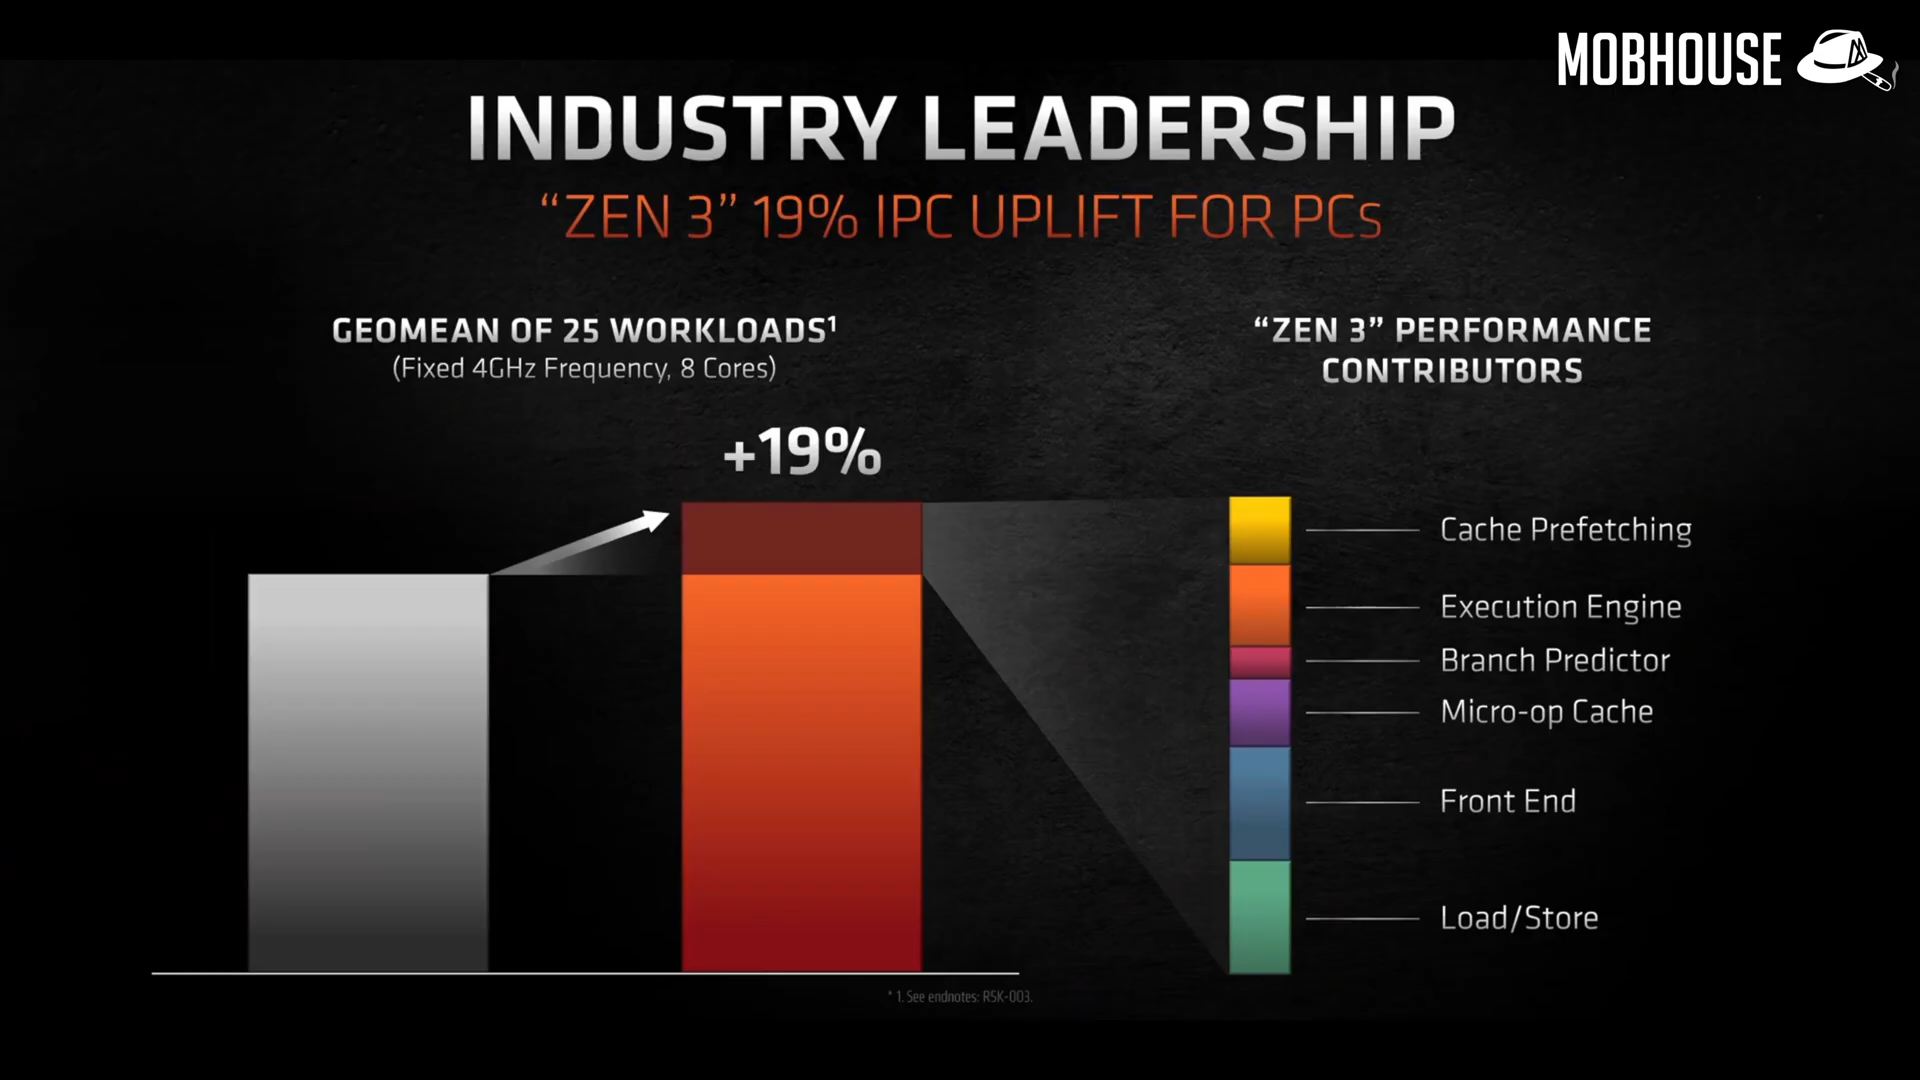 MOBHOUSE
INDUSTRY LEADERSHIP
“ZEN 3” 19% IPC UPLIFT FOR PCs
GEOMEAN OF 25 WORKLOADS¹
(Fixed 4GHz Frequency, 8 Cores)
+19%
“ZEN 3” PERFORMANCE
CONTRIBUTORS
Cache Prefetching
Execution Engine
Branch Predictor
Micro-op Cache
Front End
Load/Store
* 1. See endnotes: R5K-003.